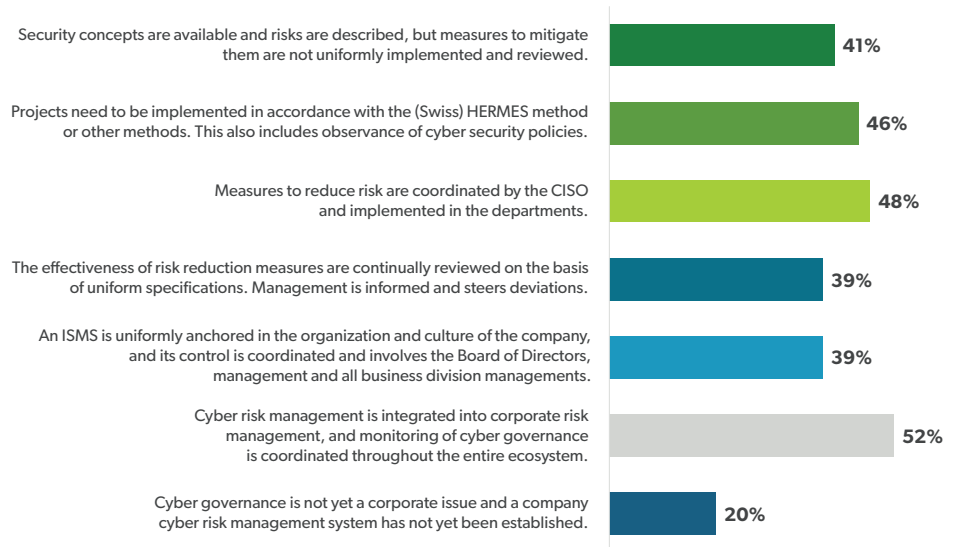 Security concepts are available and risks are described, but measures to mitigate
them are not uniformly implemented and reviewed.
41%
Projects need to be implemented in accordance with the (Swiss) HERMES method
or other methods. This also includes observance of cyber security policies.
46%
Measures to reduce risk are coordinated by the CISO
and implemented in the departments.
48%
The effectiveness of risk reduction measures are continually reviewed on the basis
of uniform specifications. Management is informed and steers deviations.
39%
An ISMS is uniformly anchored in the organization and culture of the company,
and its control is coordinated and involves the Board of Directors,
management and all business division managements.
39%
Cyber risk management is integrated into corporate risk
management, and monitoring of cyber governance
is coordinated throughout the entire ecosystem.
52%
Cyber governance is not yet a corporate issue and a company
cyber risk management system has not yet been established.
20%